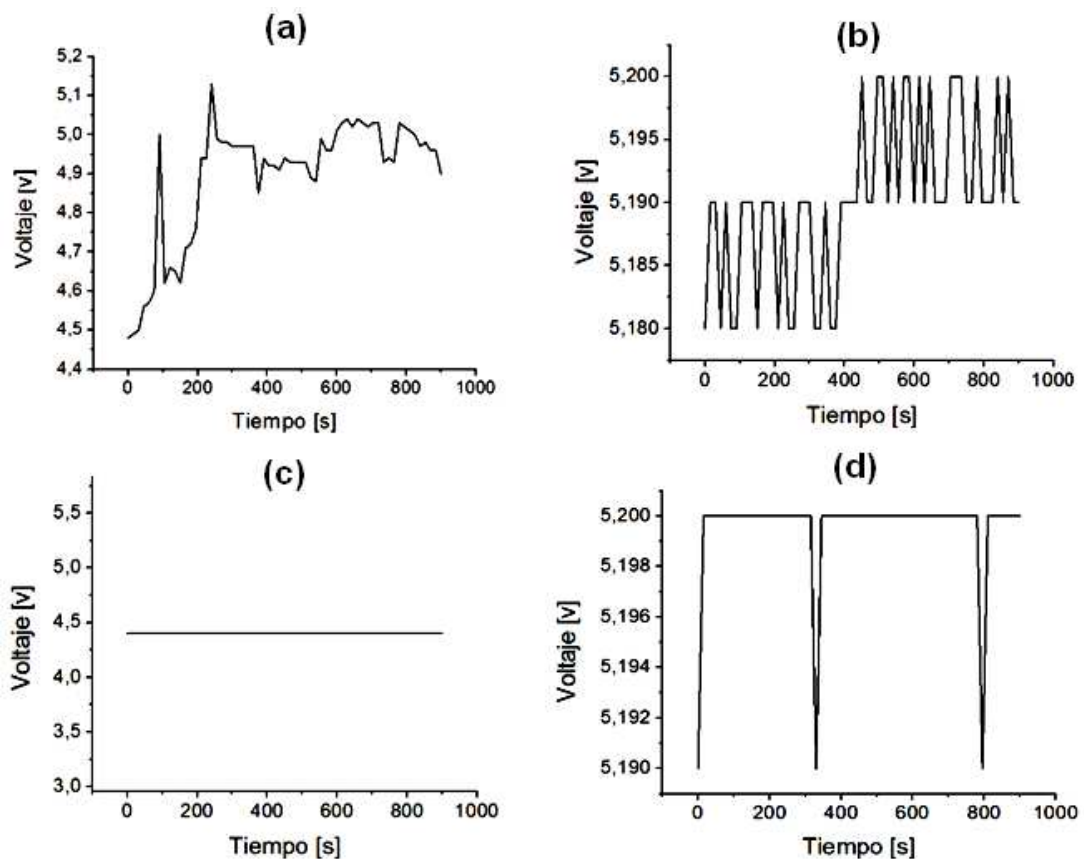 (a)
Voltaje [v]
5,2
5,1
5,0
4,9
4,8
4,7
4,6
4,5
4,4
0 200 400 600 800 1000
Tiempo [s]
(b)
Voltaje [v]
5,200
5,195
5,190
5,185
5,180
0 200 400 600 800 1000
Tiempo [s]
(c)
Voltaje [v]
5,5
5,0
4,5
4,0
3,5
3,0
0 200 400 600 800 1000
Tiempo [s]
(d)
Voltaje [v]
5,200
5,198
5,196
5,194
5,192
5,190
0 200 400 600 800 1000
Tiempo [s]